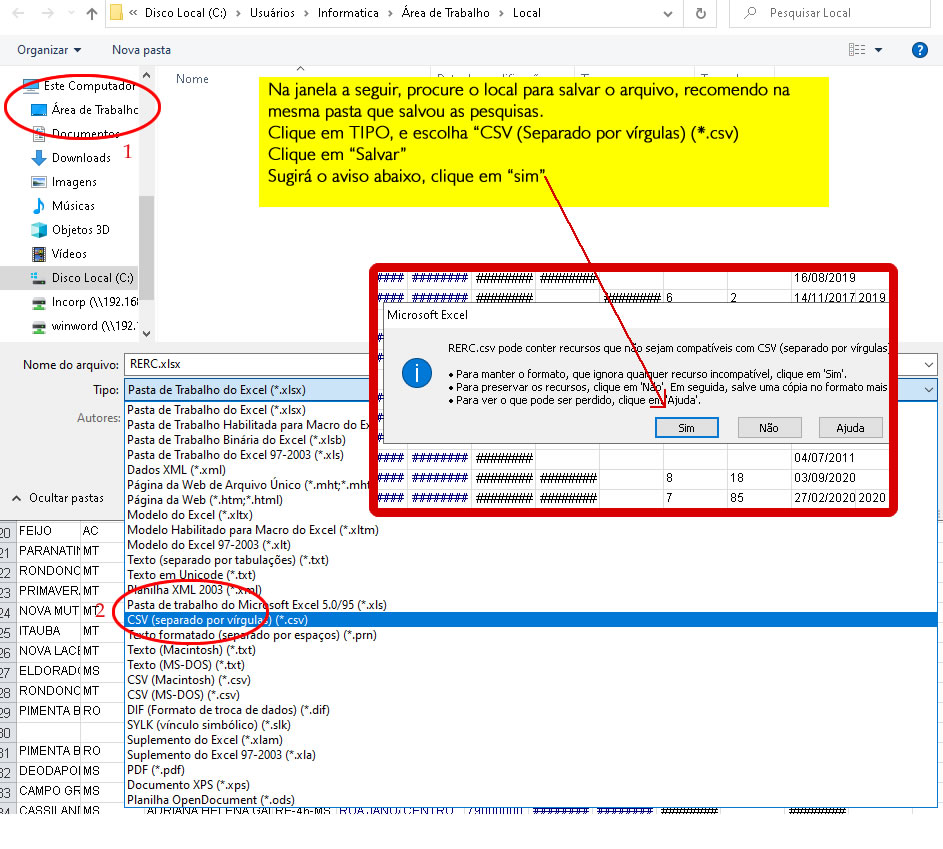 « Disco Local (C:) › Usuários › Informatica › Área de Trabalho › Local
Pesquisar Local
Organizar
Nova pasta
?
Nome
Este Computador
Área de Trabalho
Documentos
1
Downloads
Imagens
Músicas
Objetos 3D
Vídeos
Disco Local (C:)
Incorp (\\192.168
winword (\\192.1
Na janela a seguir, procure o local para salvar o arquivo, recomendo na
mesma pasta que salvou as pesquisas.
Clique em TIPO, e escolha “CSV (Separado por vírgulas) (*.csv)
Clique em “Salvar”
Sugirá o aviso abaixo, clique em “sim”
#### ######## ######## ######## 16/08/2019
#### ######## ######## ######## 6 2 14/11/2017 2019
Microsoft Excel
RERC.csv pode conter recursos que não sejam compatíveis com CSV (separado por vírgulas
• Para manter o formato, que ignora qualquer recurso incompatível, clique em 'Sim'.
• Para preservar os recursos, clique em 'Não'. Em seguida, salve uma cópia no formato mais
• Para ver o que pode ser perdido, clique em 'Ajuda'.
Sim Não Ajuda
#### ######## ######## 04/07/2011
#### ######## ######## ######## 8 18 03/09/2020
#### ######## ######## ######## 7 85 27/02/2020 2020
Nome do arquivo: RERC.xlsx
Tipo: Pasta de Trabalho do Excel (*.xlsx)
Autores:
Ocultar pastas
Pasta de Trabalho do Excel (*.xlsx)
Pasta de Trabalho Habilitada para Macro do Ex
Pasta de Trabalho Binária do Excel (*.xlsb)
Pasta de Trabalho do Excel 97-2003 (*.xls)
Dados XML (*.xml)
Página da Web de Arquivo Único (*.mht;*.mht
Página da Web (*.htm;*.html)
Modelo do Excel (*.xltx)
Modelo Habilitado para Macro do Excel (*.xltm)
Modelo do Excel 97-2003 (*.xlt)
Texto (separado por tabulações) (*.txt)
Texto em Unicode (*.txt)
Planilha XML 2003 (*.xml)
Pasta de trabalho do Microsoft Excel 5.0/95 (*.xls)
2
CSV (separado por vírgulas) (*.csv)
Texto formatado (separado por espaços) (*.prn)
Texto (Macintosh) (*.txt)
Texto (MS-DOS) (*.txt)
CSV (Macintosh) (*.csv)
CSV (MS-DOS) (*.csv)
DIF (Formato de troca de dados) (*.dif)
SYLK (vínculo simbólico) (*.slk)
Suplemento do Excel (*.xlam)
Suplemento do Excel 97-2003 (*.xla)
PDF (*.pdf)
Documento XPS (*.xps)
Planilha OpenDocument (*.ods)
20 FEIJO AC
21 PARANATIN MT
22 RONDONO MT
23 PRIMAVER MT
24 NOVA MUT MT
25 ITAUBA MT
26 NOVA LACE MT
27 ELDORADO MS
28 RONDONO MT
29 PIMENTA B RO
30
31 PIMENTA B RO
32 DEODAPOL MS
33 CAMPO GR MS
34 CASSILAND MS